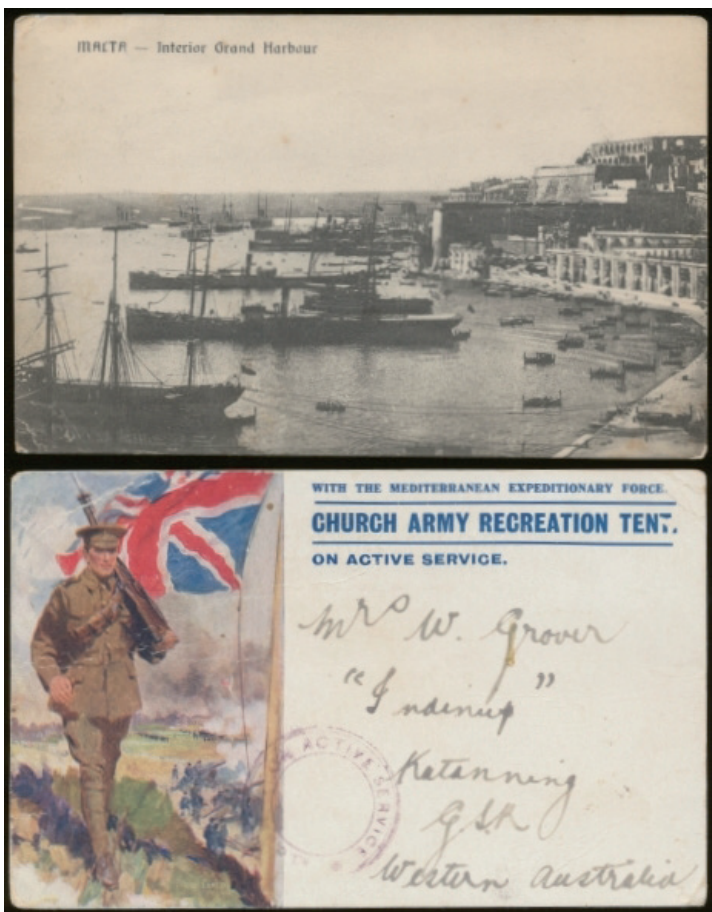 MALTA — Interior Grand Harbour
WITH THE MEDITERRANEAN EXPEDITIONARY FORCE.
CHURCH ARMY RECREATION TENT.
ON ACTIVE SERVICE.
Mrs W. Grover
"Indinup"
ACTIVE SERVICE
Katanning
G.S.R
Western Australia